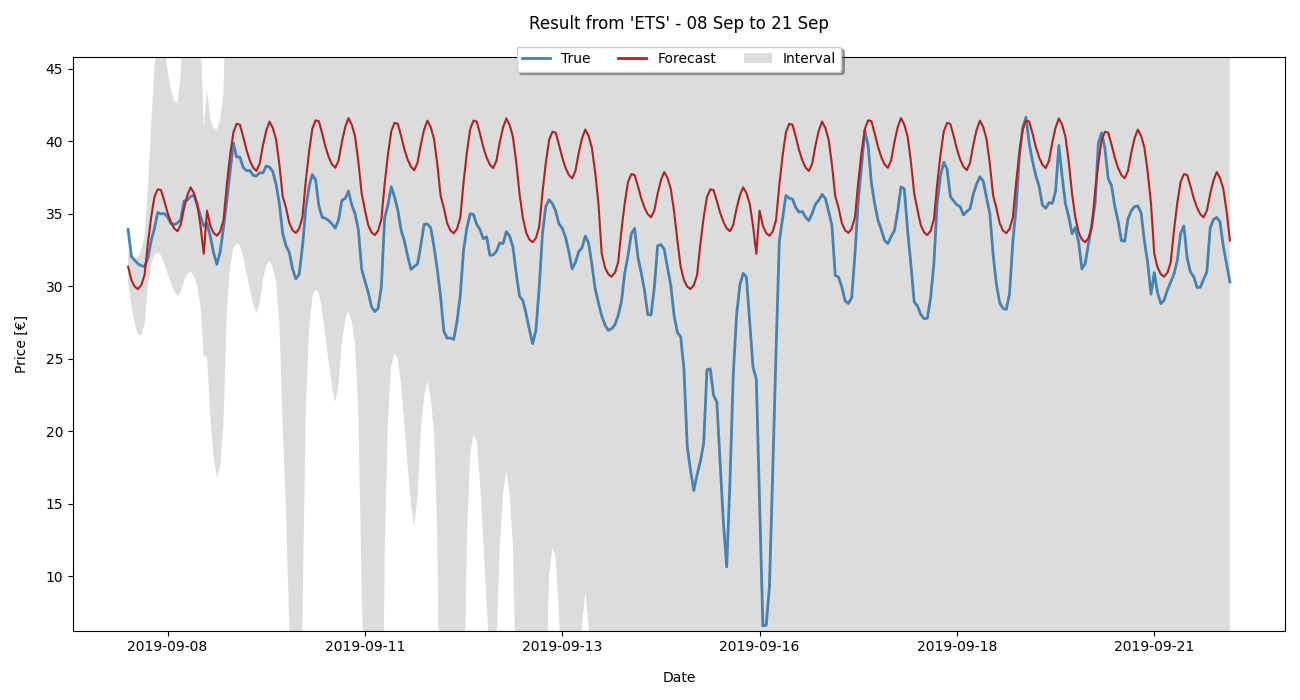 Result from 'ETS' - 08 Sep to 21 Sep
True Forecast Interval
45
40
35
30
25
20
15
10
Price [€]
2019-09-08 2019-09-11 2019-09-13 2019-09-16 2019-09-18 2019-09-21
Date